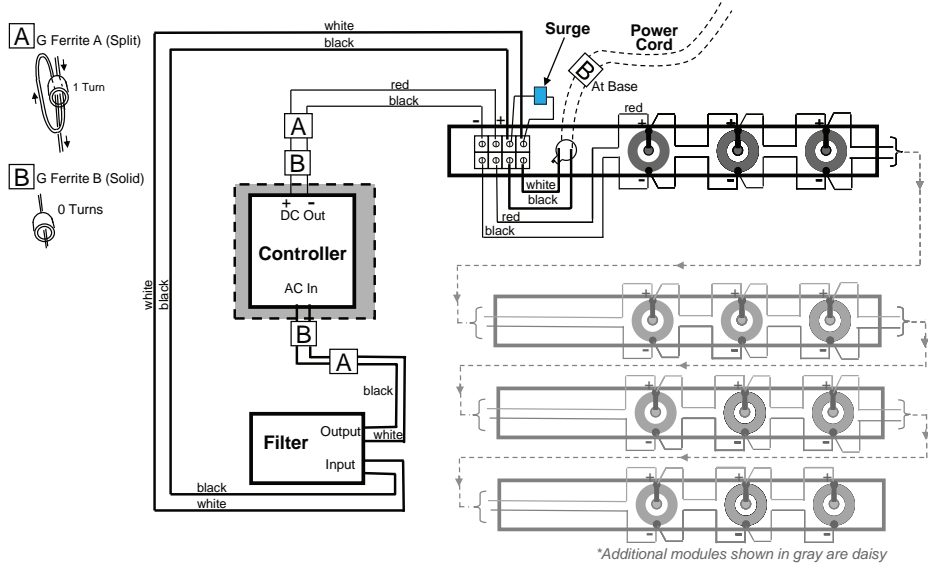 A G Ferrite A (Split)
1 Turn
B G Ferrite B (Solid)
0 Turns
white
black
Surge
Power
Cord
B
At Base
red
black
- +
A
B
+ -
DC Out
Controller
AC In
B
A
black
white
Output
Filter
Input
black
white
white
black
white
black
red
black
red
+ + +
- - -
+ + +
- - -
+ + +
- - -
+ + +
- - -
*Additional modules shown in gray are daisy